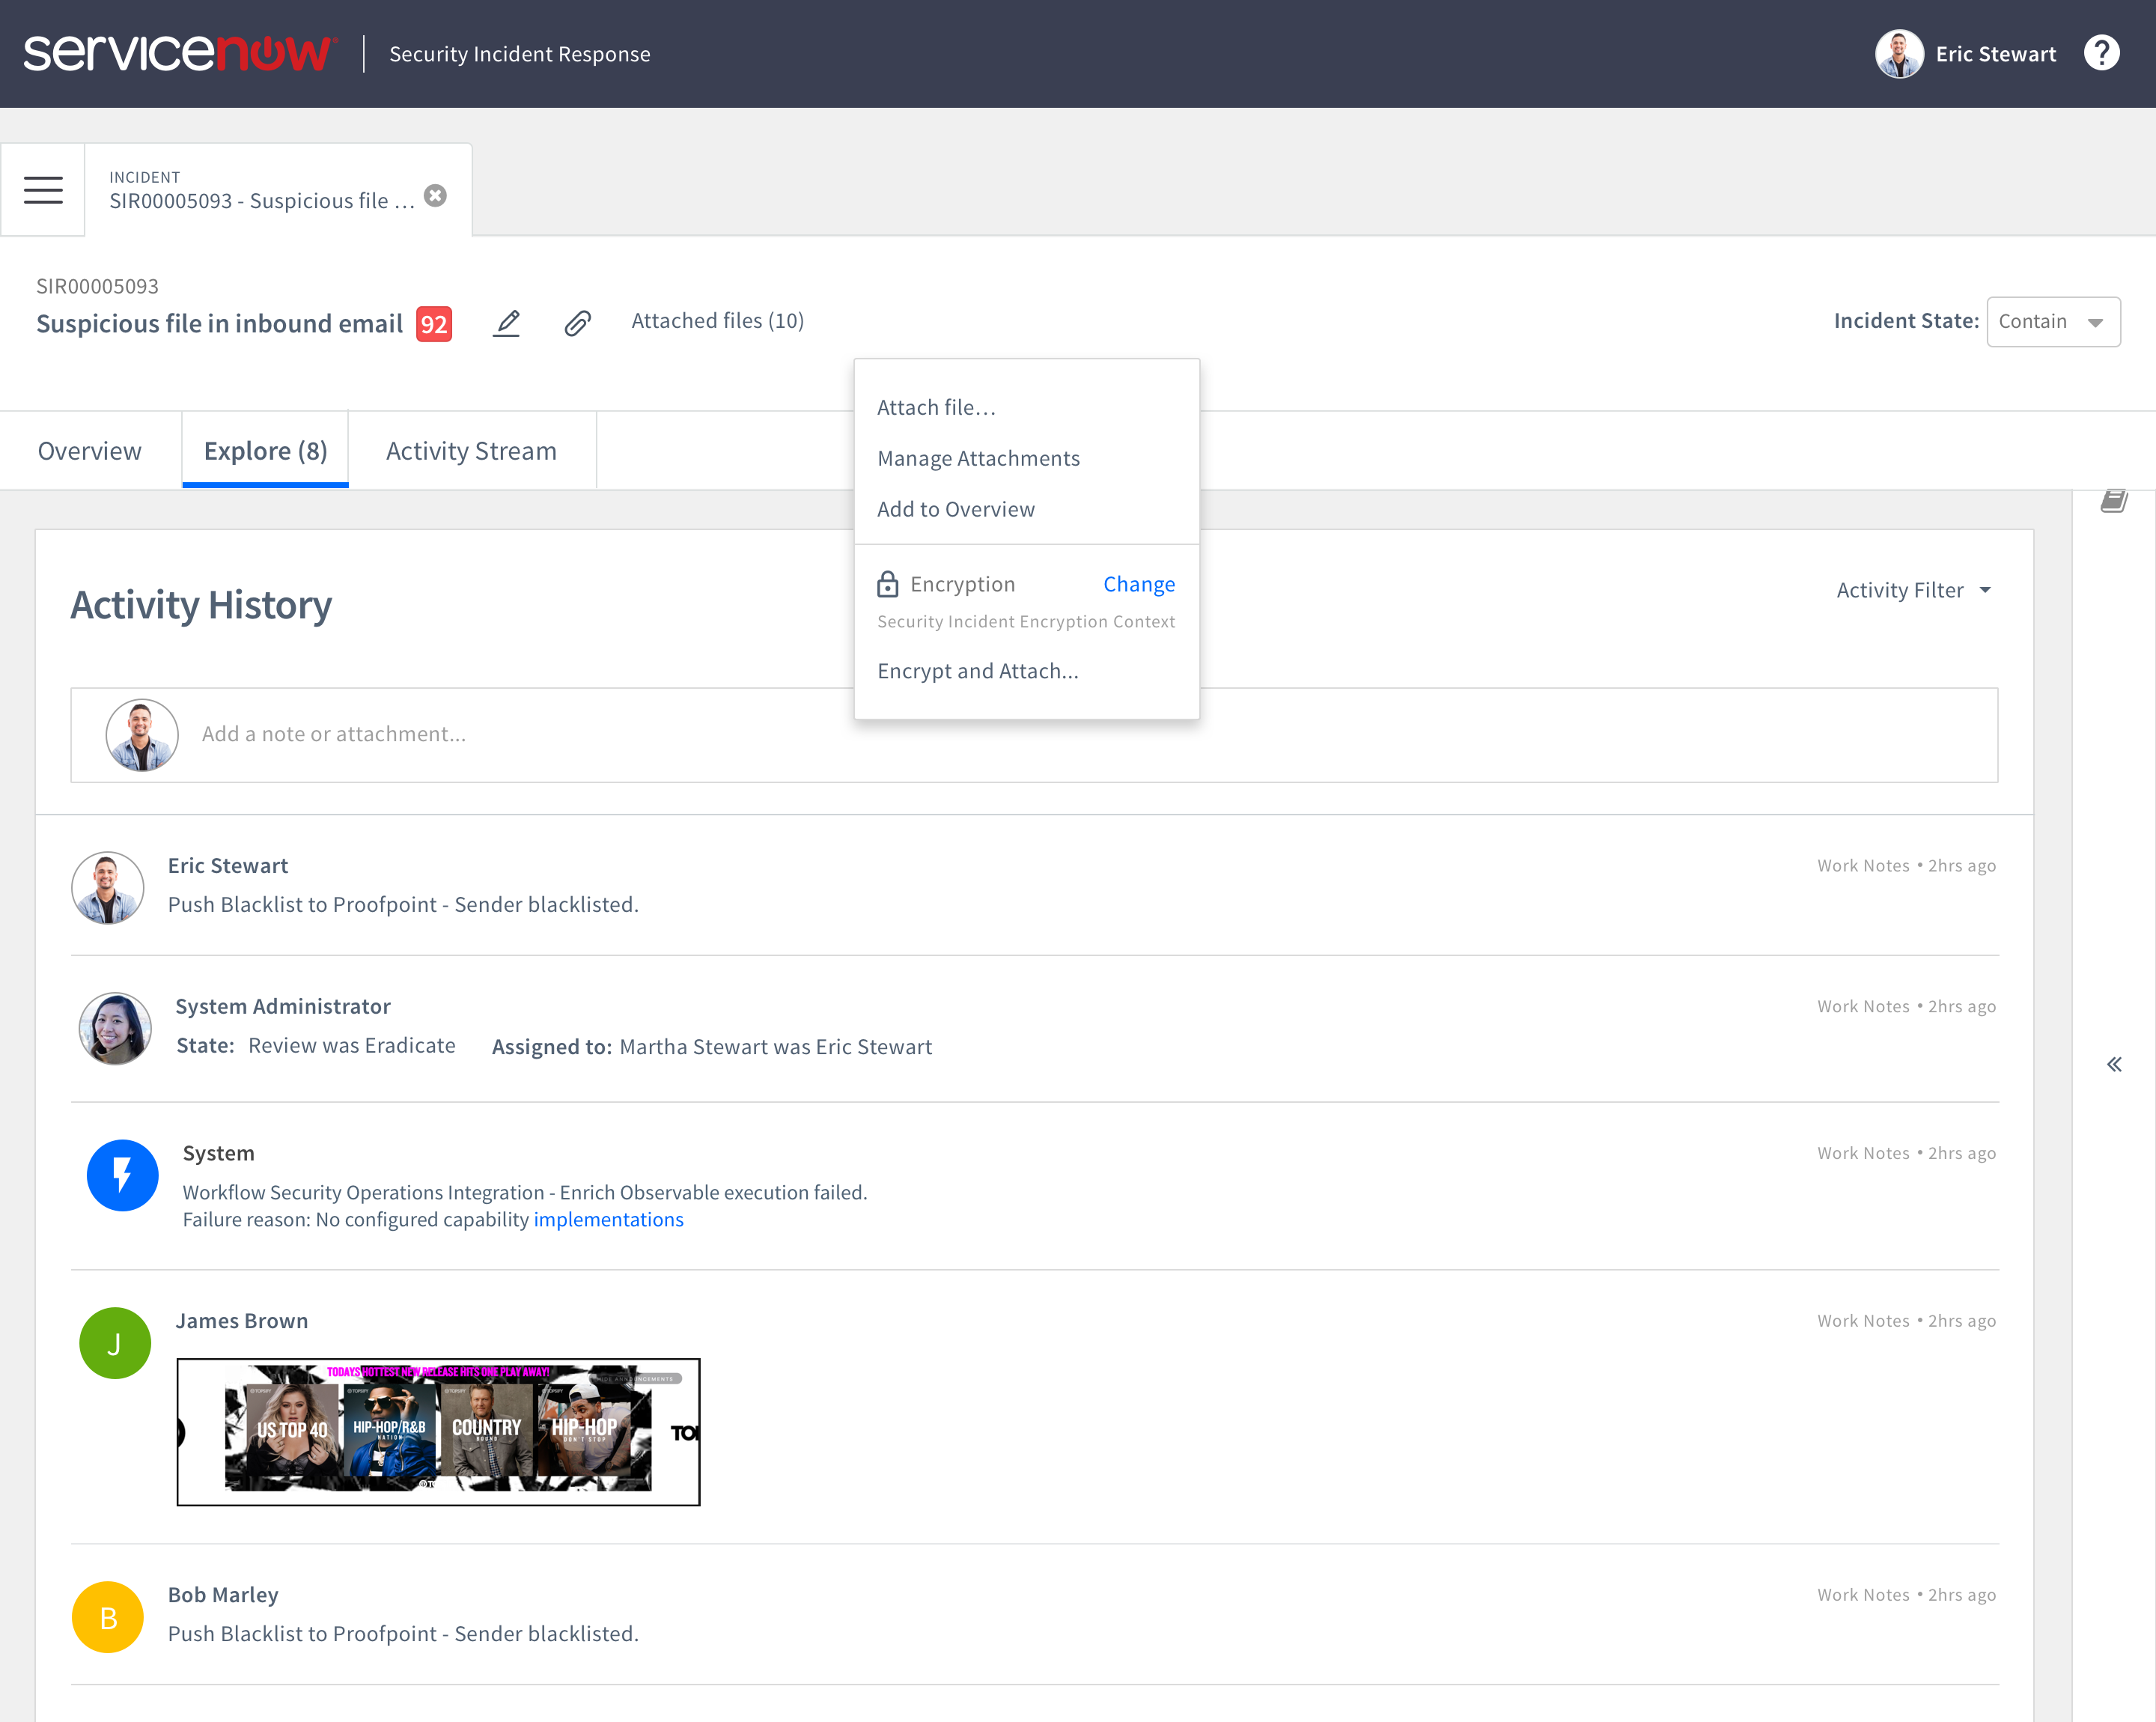 servicenow Security Incident Response
Eric Stewart
INCIDENT
SIR00005093 - Suspicious file ...
SIR00005093
Suspicious file in inbound email 92
Attached files (10)
Incident State: Contain
Attach file...
Manage Attachments
Add to Overview
Encryption Change
Security Incident Encryption Context
Encrypt and Attach...
Overview
Explore (8)
Activity Stream
Activity History
Activity Filter
Add a note or attachment...
Eric Stewart
Work Notes • 2hrs ago
Push Blacklist to Proofpoint - Sender blacklisted.
System Administrator
Work Notes • 2hrs ago
State: Review was Eradicate Assigned to: Martha Stewart was Eric Stewart
System
Work Notes • 2hrs ago
Workflow Security Operations Integration - Enrich Observable execution failed.
Failure reason: No configured capability implementations
J
James Brown
Work Notes • 2hrs ago
TODAYS HOTTEST NEW RELEASE HITS ONE PLAY AWAY!
US TOP 40
HIP-HOP/R&B
NATION
COUNTRY
HIP-HOP
DON'T STOP
B
Bob Marley
Work Notes • 2hrs ago
Push Blacklist to Proofpoint - Sender blacklisted.